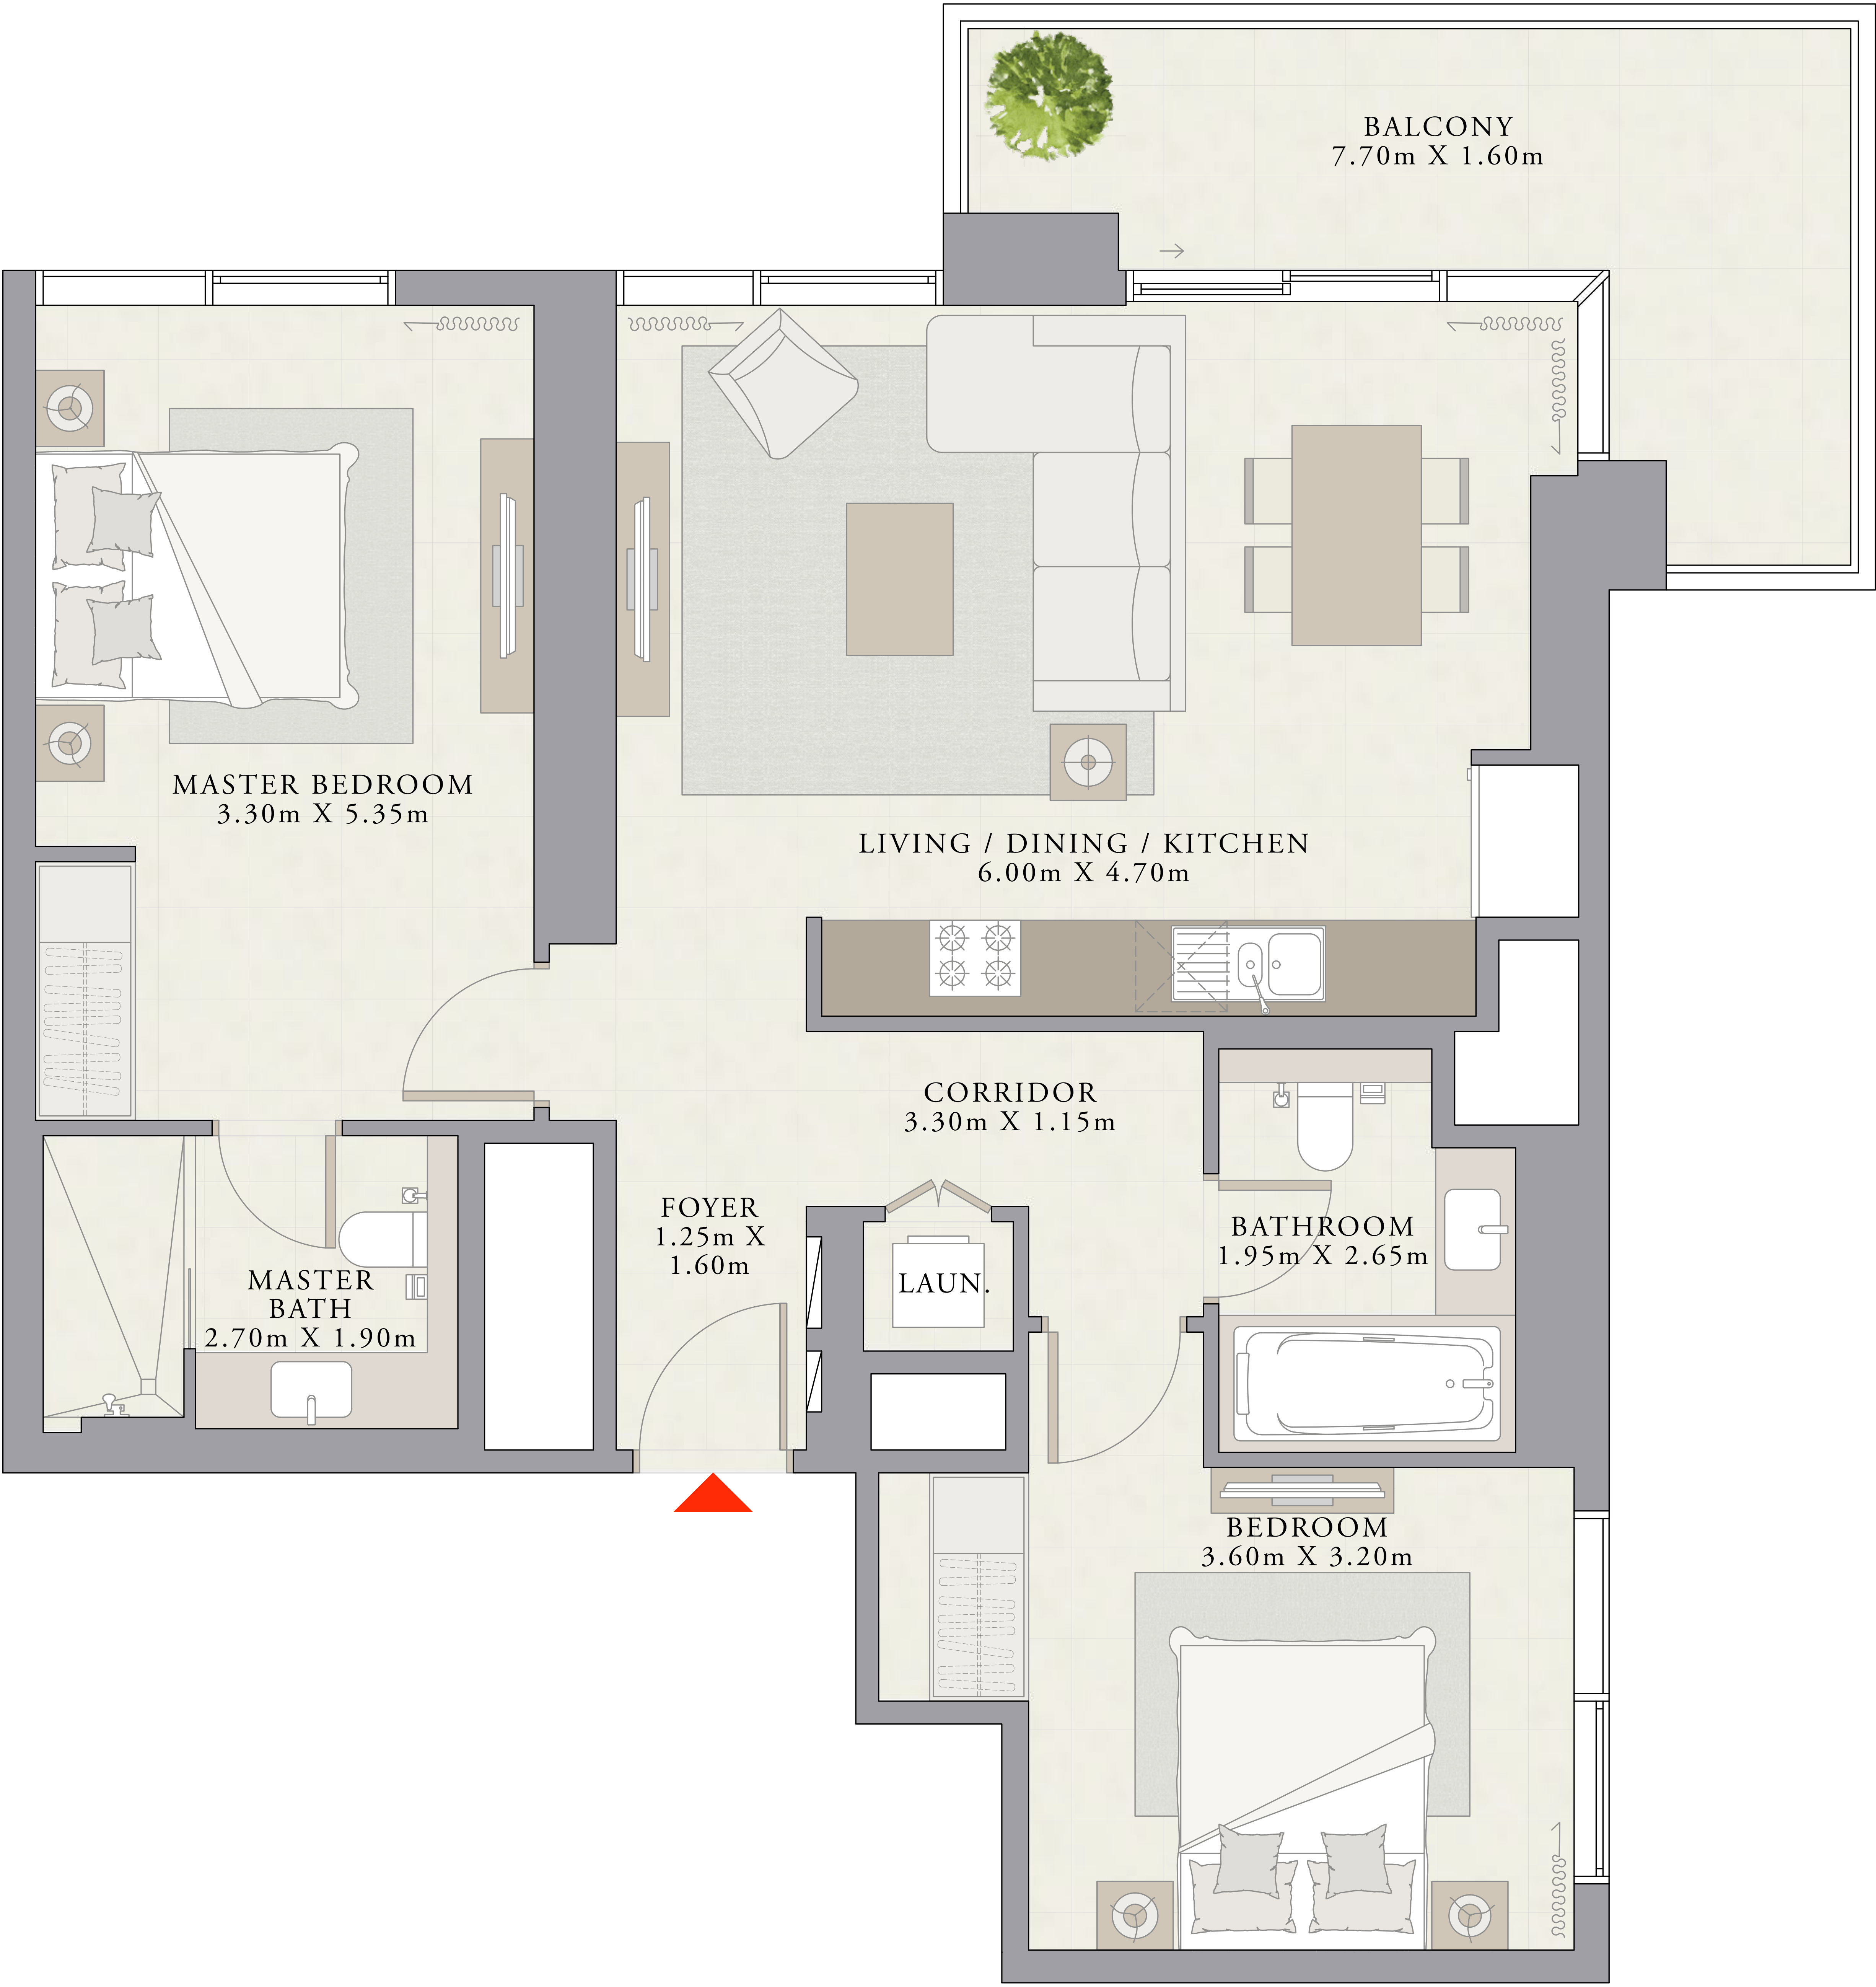 BALCONY
7.70m X 1.60m
MASTER BEDROOM
3.30m X 5.35m
LIVING / DINING / KITCHEN
6.00m X 4.70m
CORRIDOR
3.30m X 1.15m
FOYER
1.25m X
1.60m
BATHROOM
1.95m X 2.65m
LAUN.
MASTER
BATH
2.70m X 1.90m
BEDROOM
3.60m X 3.20m